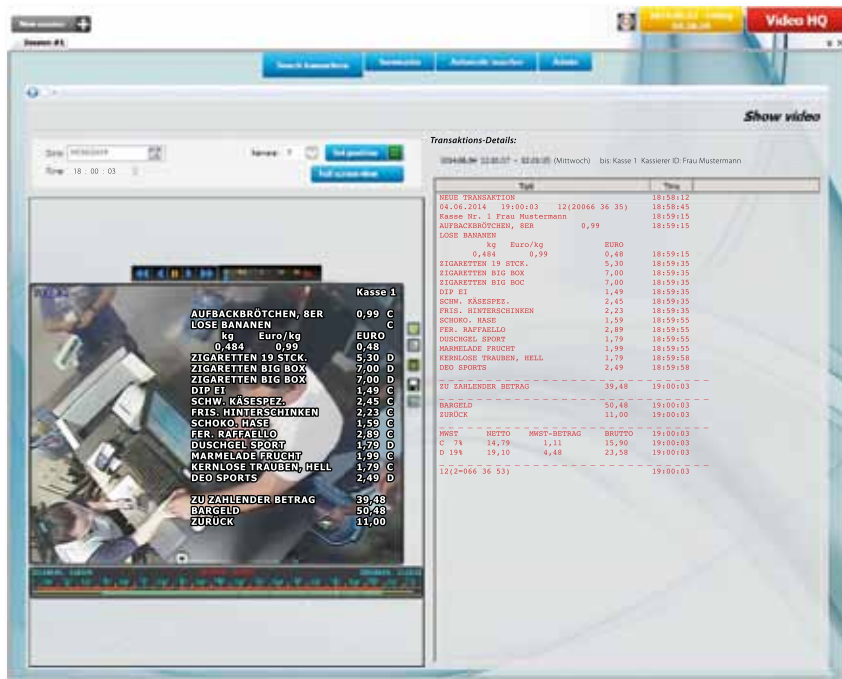 Video HQ
Session #1
Show video
Transaktions-Details:
(Mittwoch) bis: Kasse 1 Kassierer ID: Frau Mustermann
Time 18 : 00 : 03
Text Time
NEUE TRANSAKTION 18:58:12
04.06.2014 19:00:03 12(20066 36 35) 18:58:45
Kasse Nr. 1 Frau Mustermann 18:59:15
AUFBACKBRÖTCHEN, 8ER 0,99 18:59:15
LOSE BANANEN
kg Euro/kg EURO
0,484 0,99 0,48 18:59:15
ZIGARETTEN 19 STCK. 5,30 18:59:35
ZIGARETTEN BIG BOX 7,00 18:59:35
ZIGARETTEN BIG BOC 7,00 18:59:35
DIP EI 1,49 18:59:35
SCHW. KÄSESPEZ. 2,45 18:59:35
FRIS. HINTERSCHINKEN 2,23 18:59:35
SCHOKO. HASE 1,59 18:59:55
FER. RAFFAELLO 2,89 18:59:55
DUSCHGEL SPORT 1,79 18:59:55
MARMELADE FRUCHT 1,99 18:59:55
KERNLOSE TRAUBEN, HELL 1,79 18:59:58
DEO SPORTS 2,49 18:59:58
ZU ZAHLENDER BETRAG 39,48 19:00:03
BARGELD 50,48 19:00:03
ZURÜCK 11,00 19:00:03
MWST NETTO MWST-BETRAG BRUTTO 19:00:03
C 7% 14,79 1,11 15,90 19:00:03
D 19% 19,10 4,48 23,58 19:00:03
12(2=066 36 53) 19:00:03
Kasse 1
AUFBACKBRÖTCHEN, 8ER 0,99 C
LOSE BANANEN C
kg Euro/kg EURO
0,484 0,99 0,48
ZIGARETTEN 19 STCK. 5,30 D
ZIGARETTEN BIG BOX 7,00 D
ZIGARETTEN BIG BOX 7,00 D
DIP EI 1,49 C
SCHW. KÄSESPEZ. 2,45 C
FRIS. HINTERSCHINKEN 2,23 C
SCHOKO. HASE 1,59 C
FER. RAFFAELLO 2,89 C
DUSCHGEL SPORT 1,79 D
MARMELADE FRUCHT 1,99 C
KERNLOSE TRAUBEN, HELL 1,79 C
DEO SPORTS 2,49 D
ZU ZAHLENDER BETRAG 39,48
BARGELD 50,48
ZURÜCK 11,00